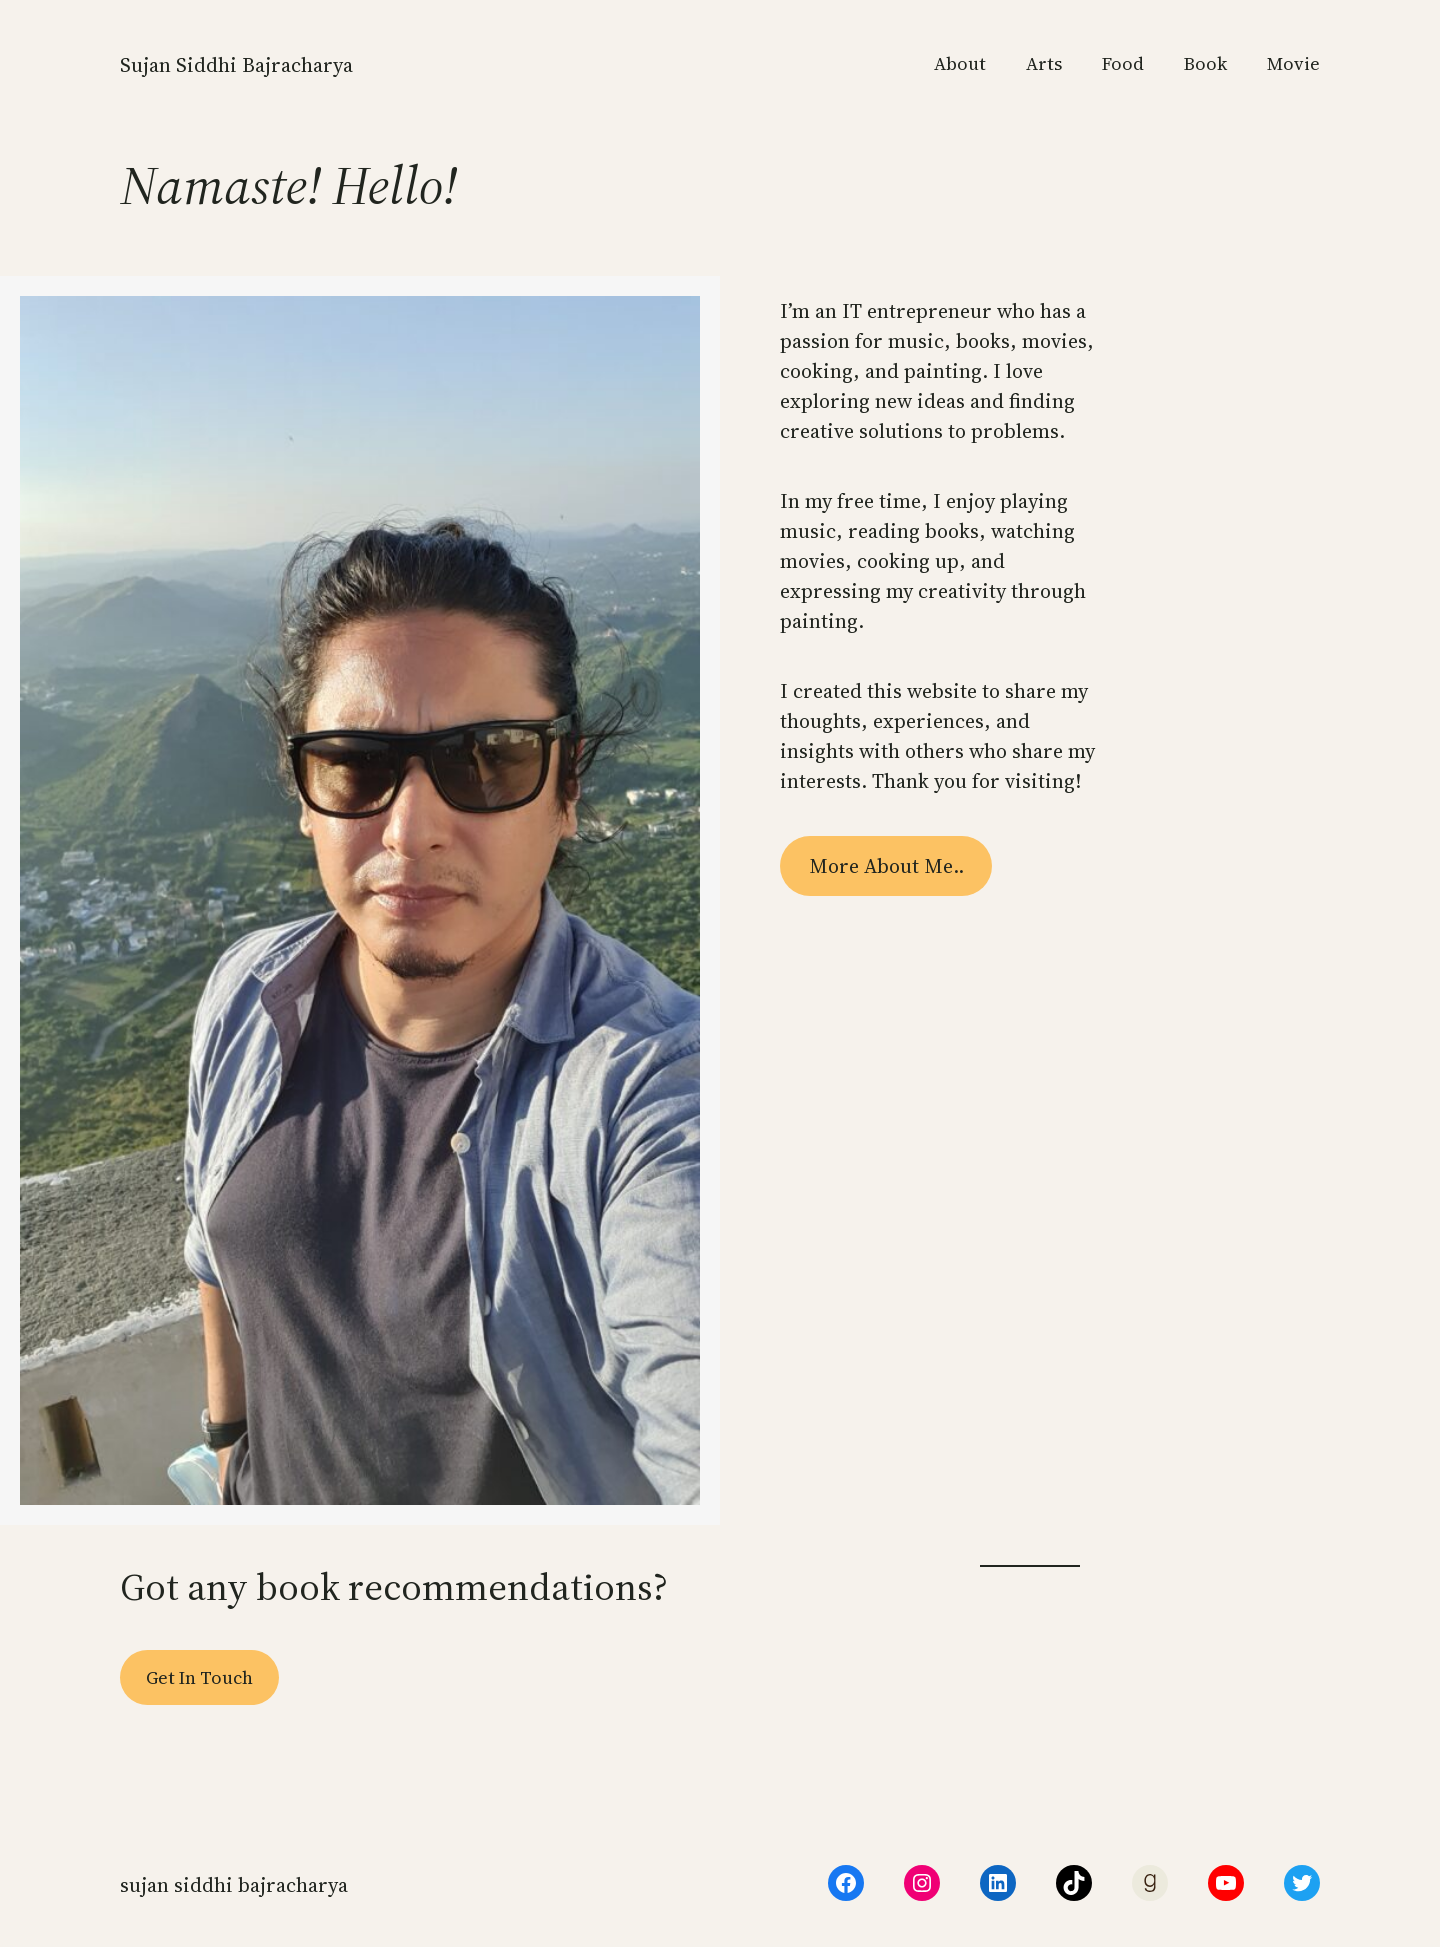 Sujan Siddhi Bajracharya
About Arts Food Book Movie
Namaste! Hello!
I’m an IT entrepreneur who has a
passion for music, books, movies,
cooking, and painting. I love
exploring new ideas and finding
creative solutions to problems.
In my free time, I enjoy playing
music, reading books, watching
movies, cooking up, and
expressing my creativity through
painting.
I created this website to share my
thoughts, experiences, and
insights with others who share my
interests. Thank you for visiting!
More About Me..
Got any book recommendations?
Get In Touch
sujan siddhi bajracharya